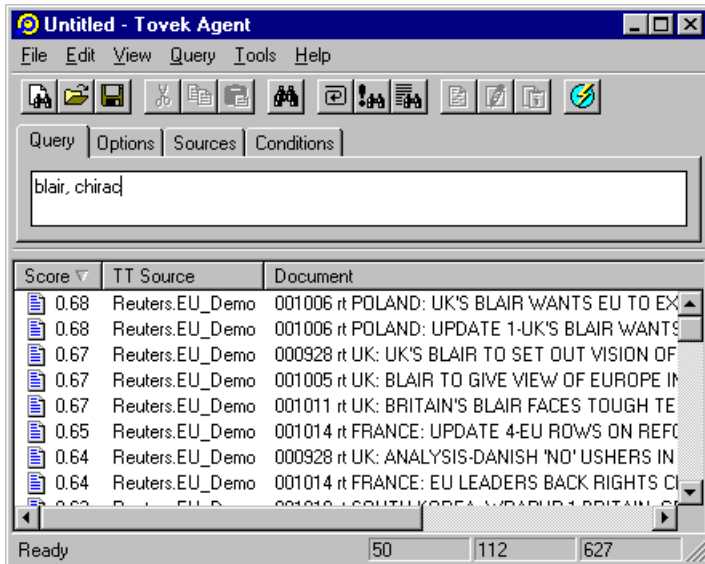 Untitled - Tovek Agent
File Edit View Query Tools Help
Query Options Sources Conditions
blair, chirac
Score TT Source Document
0.68 Reuters.EU_Demo 001006 rt POLAND: UK'S BLAIR WANTS EU TO EX
0.68 Reuters.EU_Demo 001006 rt POLAND: UPDATE 1-UK'S BLAIR WANTS
0.67 Reuters.EU_Demo 000928 rt UK: UK'S BLAIR TO SET OUT VISION OF
0.67 Reuters.EU_Demo 001005 rt UK: BLAIR TO GIVE VIEW OF EUROPE IN
0.67 Reuters.EU_Demo 001011 rt UK: BRITAIN'S BLAIR FACES TOUGH TE
0.65 Reuters.EU_Demo 001014 rt FRANCE: UPDATE 4-EU ROWS ON REFO
0.64 Reuters.EU_Demo 000928 rt UK: ANALYSIS-DANISH 'NO' USHERS IN
0.64 Reuters.EU_Demo 001014 rt FRANCE: EU LEADERS BACK RIGHTS C
Ready 50 112 627